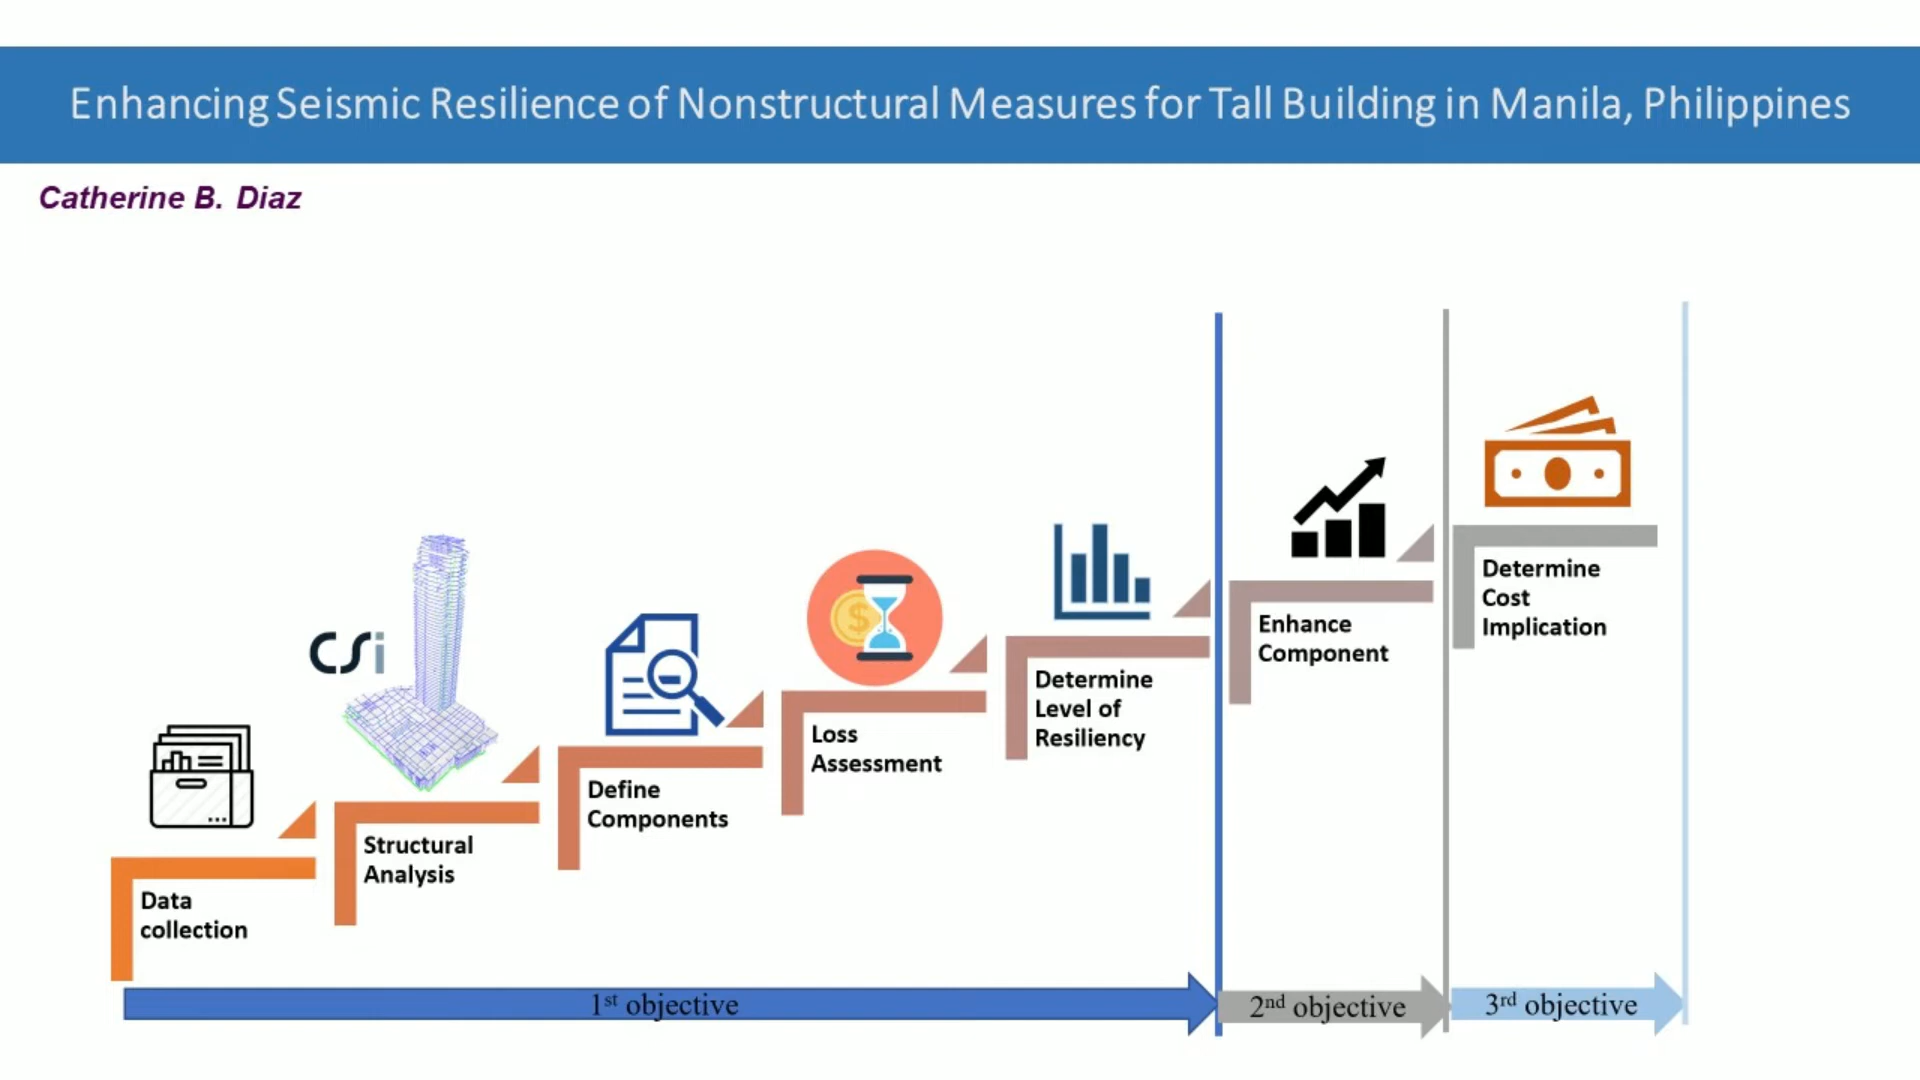 Enhancing Seismic Resilience of Nonstructural Measures for Tall Building in Manila, Philippines
Catherine B. Diaz
CSi
Data
collection
Structural
Analysis
Define
Components
Loss
Assessment
$
Determine
Level of
Resiliency
Enhance
Component
Determine
Cost
Implication
1st objective
2nd objective
3rd objective